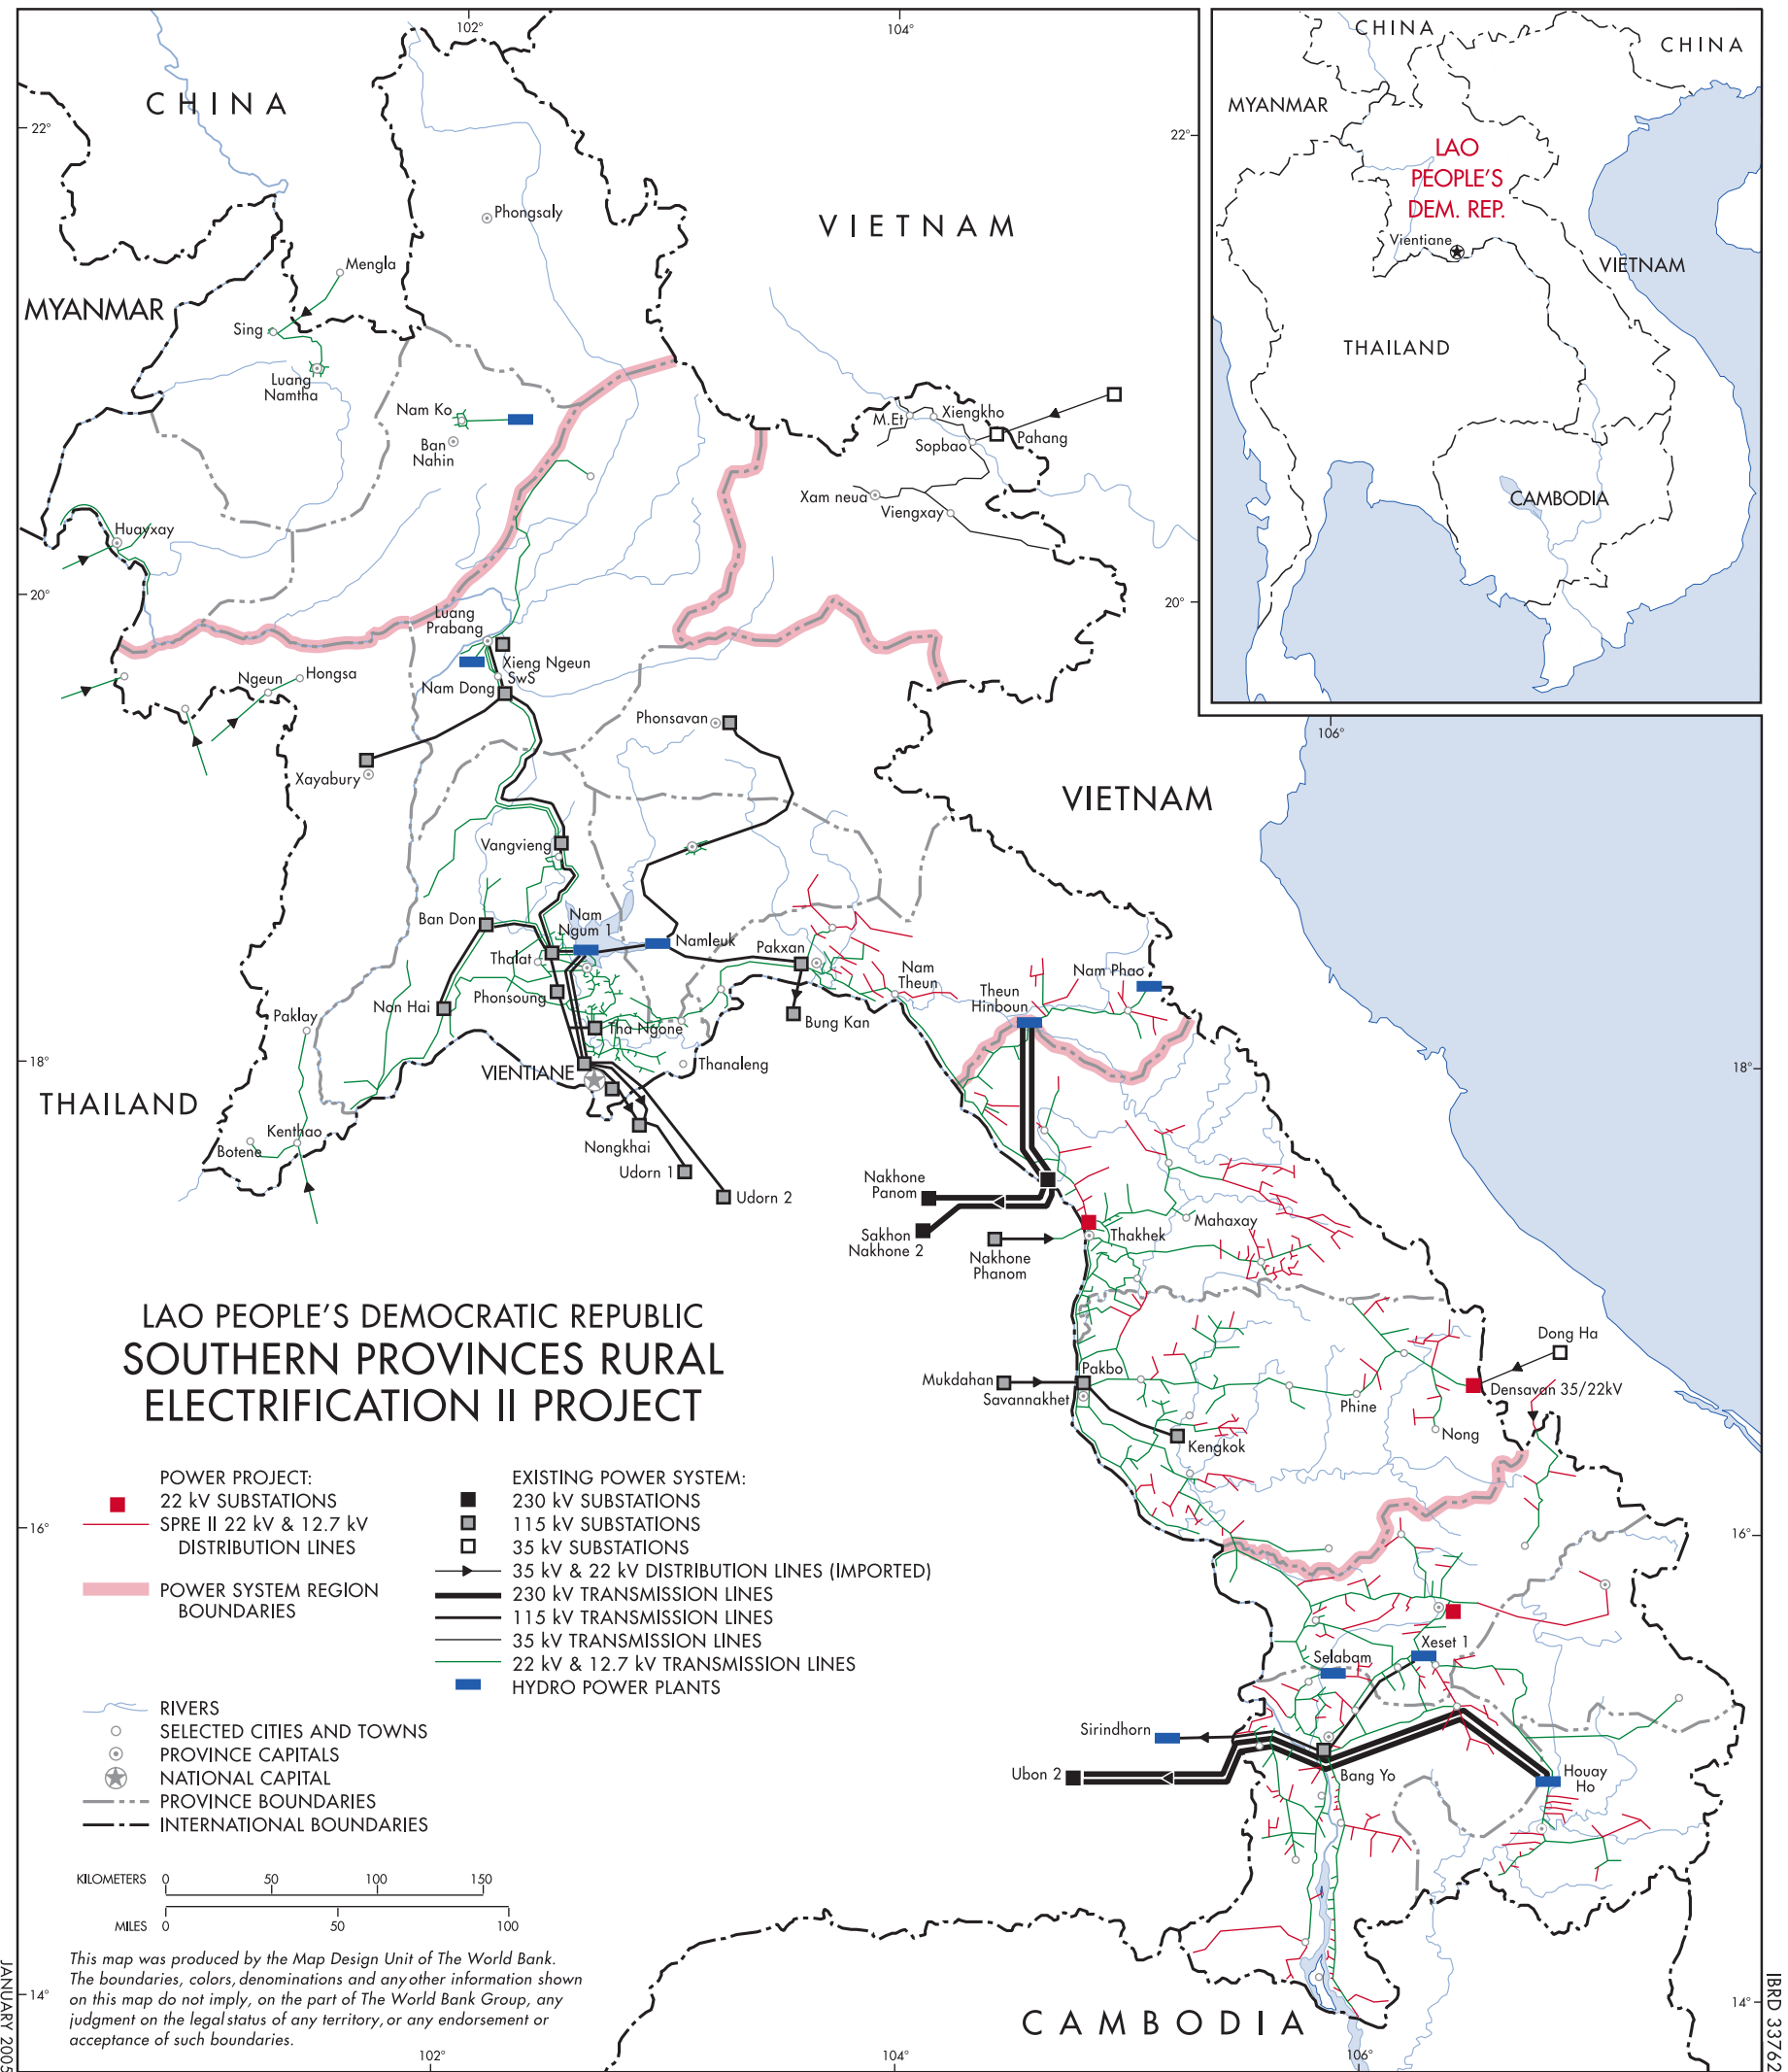 102°
104°
CHINA
22°
Phongsaly
VIETNAM
Mengla
MYANMAR
Sing
Luang
Namtha
Nam Ko
Ban
Nahin
M.Et
Xiengkho
Sopbao
Pahang
Xam neua
Viengxay
Huayxay
20°
20°
22°
Luang
Prabang
Xieng Ngeun
SwS
Nam Dong
Ngeun
Hongsa
Phonsavan
Xayabury
VIETNAM
Vangvieng
Ban Don
Nam
Ngum 1
Namleuk
Pakxan
Thalat
Nam
Theun
Nam Phao
Theun
Hinboun
Phonsoung
Non Hai
Bung Kan
Paklay
Tha Ngone
18°
VIENTIANE
Thanaleng
18°
THAILAND
Kenthao
Botene
Nongkhai
Udorn 1
Udorn 2
Nakhone
Panom
Sakhon
Nakhone 2
Nakhone
Phanom
Thakhek
Mahaxay
Dong Ha
Mukdahan
Pakbo
Savannakhet
Densavan 35/22kV
Phine
Nong
Kengkok
16°
16°
Xeset 1
Selabam
Sirindhorn
Ubon 2
Bang Yo
Houay
Ho
14°
14°
CAMBODIA
102°
104°
106°
106°
CHINA
CHINA
MYANMAR
LAO
PEOPLE'S
DEM. REP.
Vientiane
VIETNAM
THAILAND
CAMBODIA
LAO PEOPLE'S DEMOCRATIC REPUBLIC
SOUTHERN PROVINCES RURAL
ELECTRIFICATION II PROJECT
POWER PROJECT:
22 kV SUBSTATIONS
SPRE II 22 kV & 12.7 kV
DISTRIBUTION LINES
POWER SYSTEM REGION
BOUNDARIES
EXISTING POWER SYSTEM:
230 kV SUBSTATIONS
115 kV SUBSTATIONS
35 kV SUBSTATIONS
35 kV & 22 kV DISTRIBUTION LINES (IMPORTED)
230 kV TRANSMISSION LINES
115 kV TRANSMISSION LINES
35 kV TRANSMISSION LINES
22 kV & 12.7 kV TRANSMISSION LINES
HYDRO POWER PLANTS
RIVERS
SELECTED CITIES AND TOWNS
PROVINCE CAPITALS
NATIONAL CAPITAL
PROVINCE BOUNDARIES
INTERNATIONAL BOUNDARIES
KILOMETERS 0 50 100 150
MILES 0 50 100
This map was produced by the Map Design Unit of The World Bank.
The boundaries, colors, denominations and any other information shown
on this map do not imply, on the part of The World Bank Group, any
judgment on the legal status of any territory, or any endorsement or
acceptance of such boundaries.
JANUARY 2005
IBRD 33762